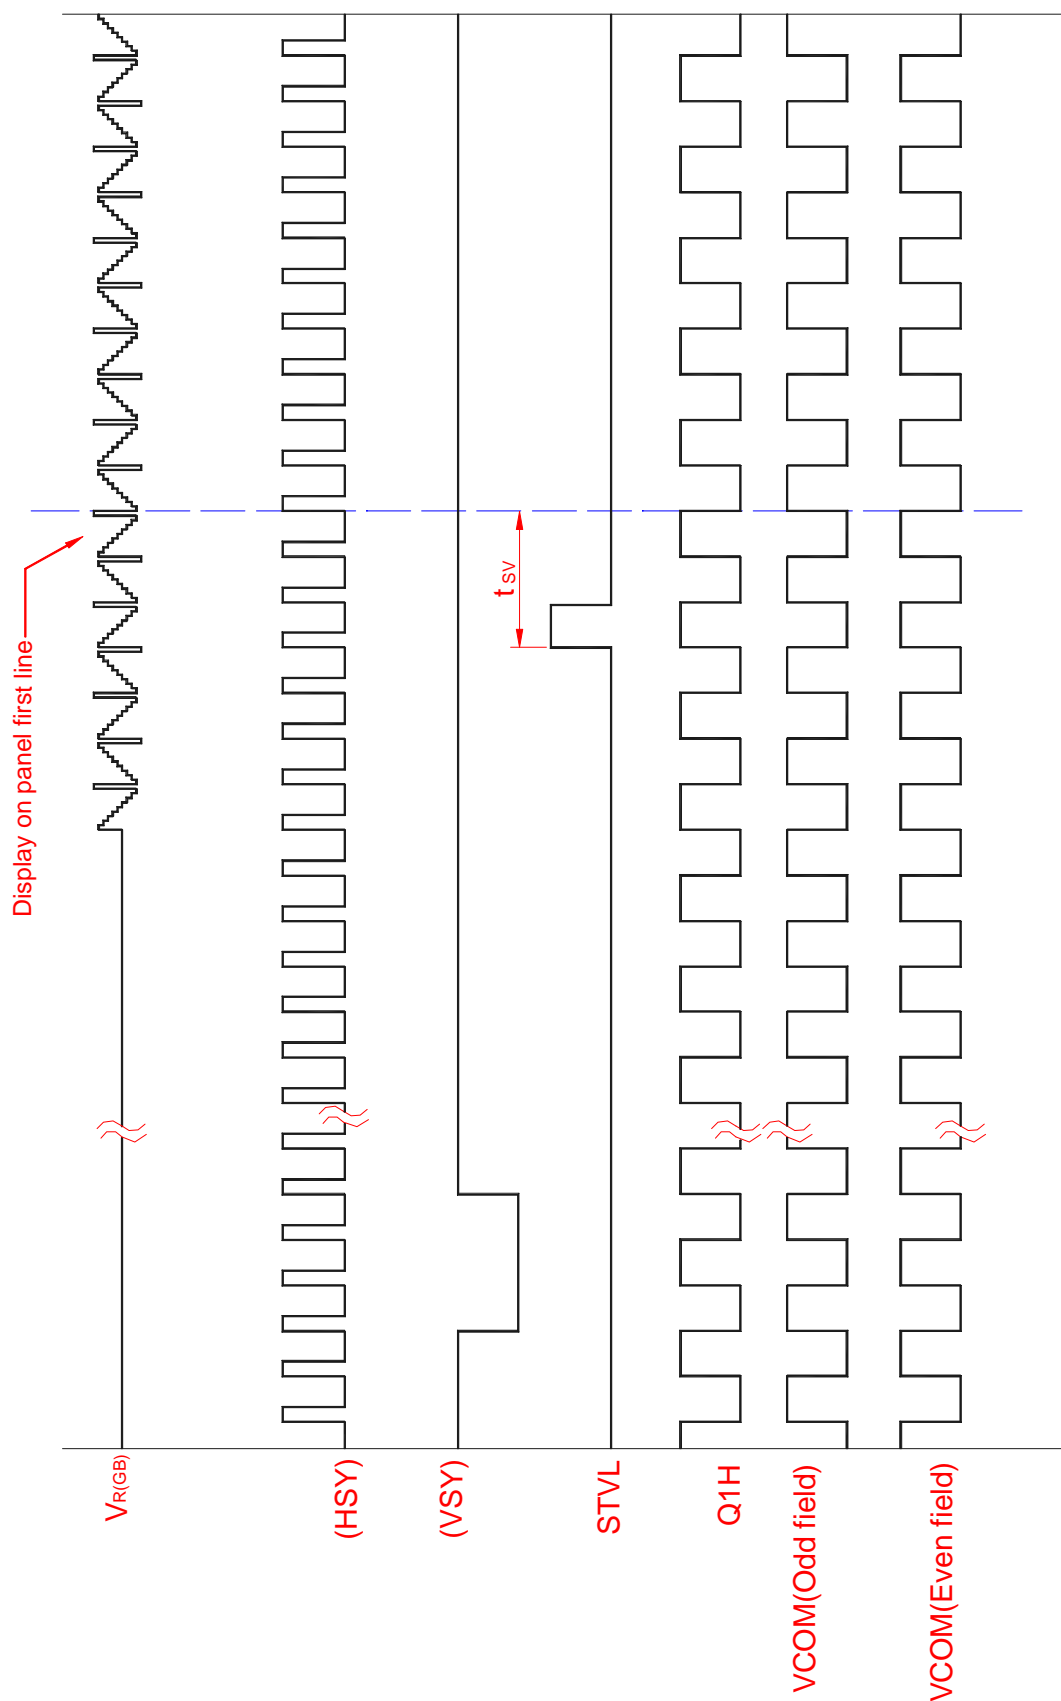 Display on panel first line
tSV
VR(GB)
(HSY)
(VSY)
STVL
Q1H
VCOM(Odd field)
VCOM(Even field)